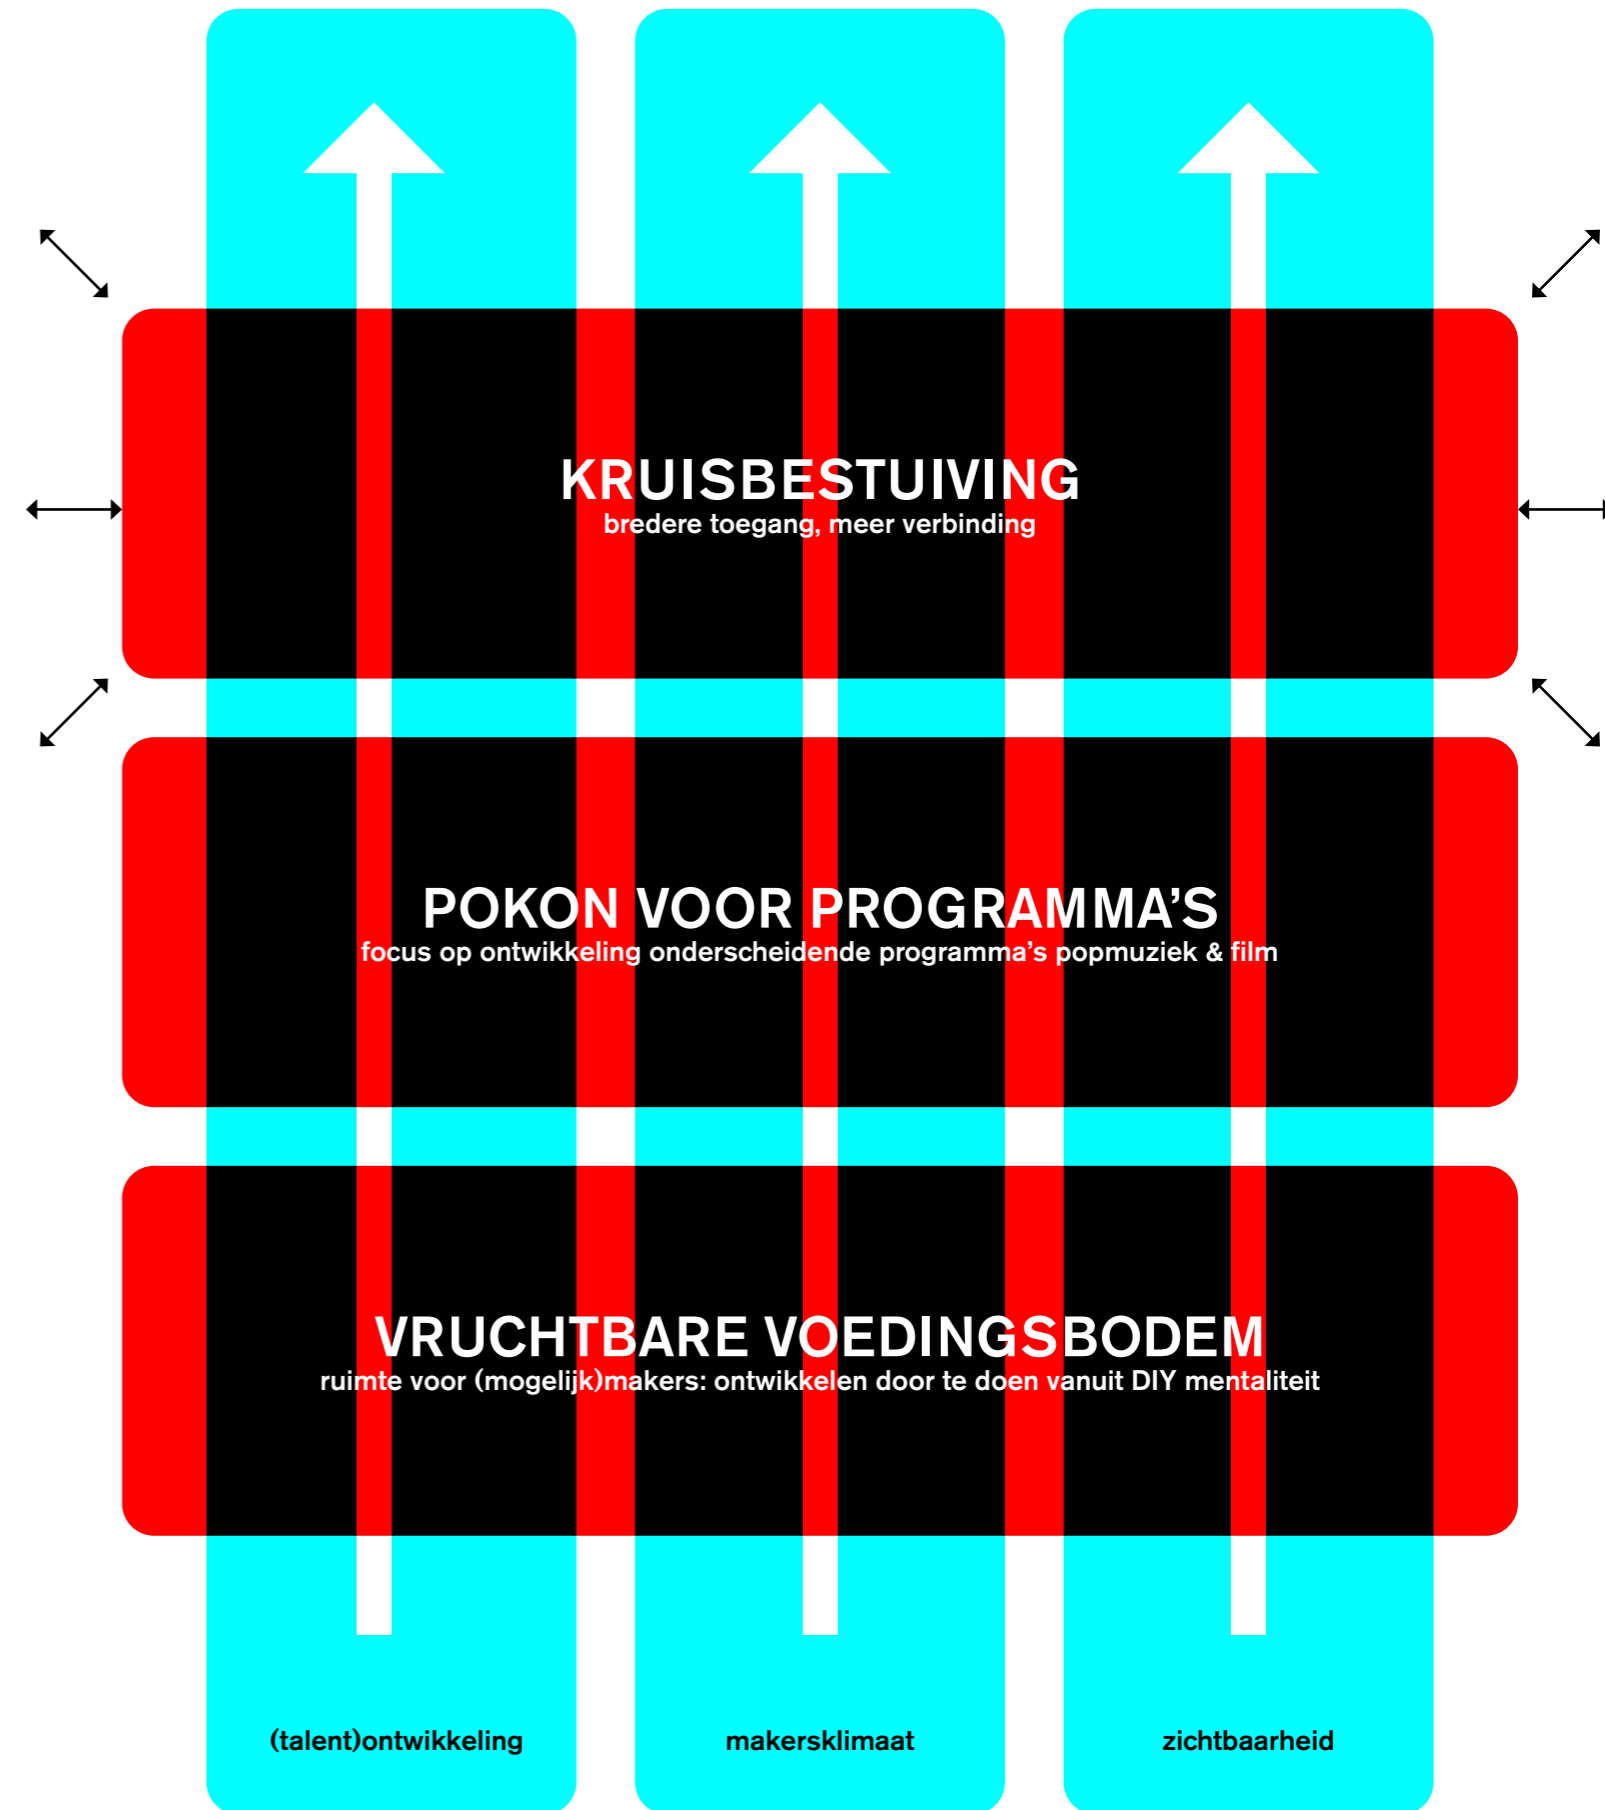 KRUISBESTUIVING
bredere toegang, meer verbinding
POKON VOOR PROGRAMMA’S
focus op ontwikkeling onderscheidende programma’s popmuziek & film
VRUCHTBARE VOEDINGSBODEM
ruimte voor (mogelijk)makers: ontwikkelen door te doen vanuit DIY mentaliteit
(talent)ontwikkeling
makersklimaat
zichtbaarheid